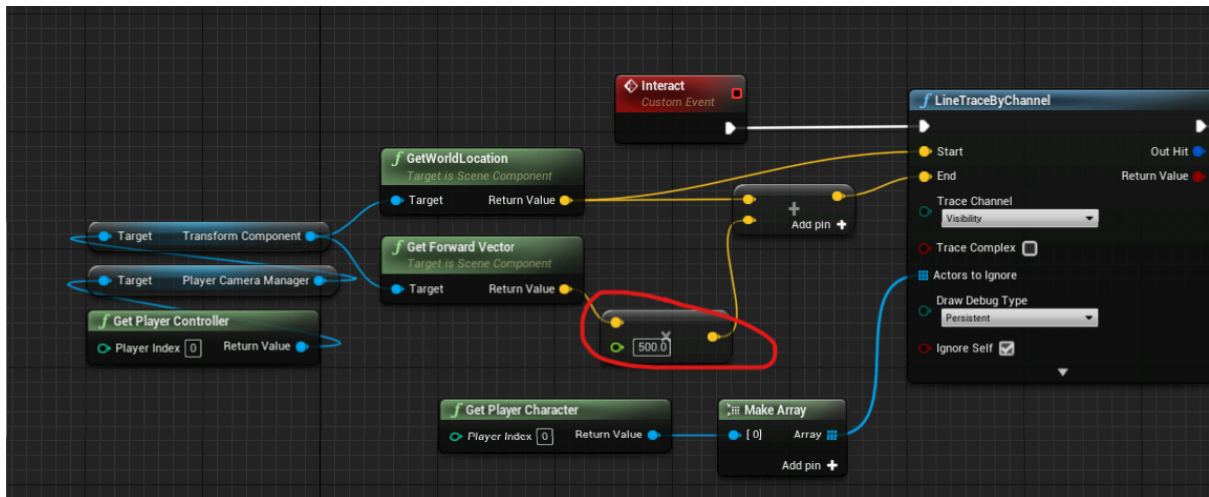 Interact
Custom Event
LineTraceByChannel
Start
Out Hit
End
Return Value
Trace Channel
Visibility
Trace Complex
Actors to Ignore
Draw Debug Type
Persistent
Ignore Self
GetWorldLocation
Target is Scene Component
Target Return Value
+
Add pin +
Target Transform Component
Get Forward Vector
Target is Scene Component
Target Return Value
Target Player Camera Manager
Get Player Controller
Player Index 0 Return Value
×
500.0
Get Player Character
Player Index 0 Return Value
Make Array
[0] Array
Add pin +